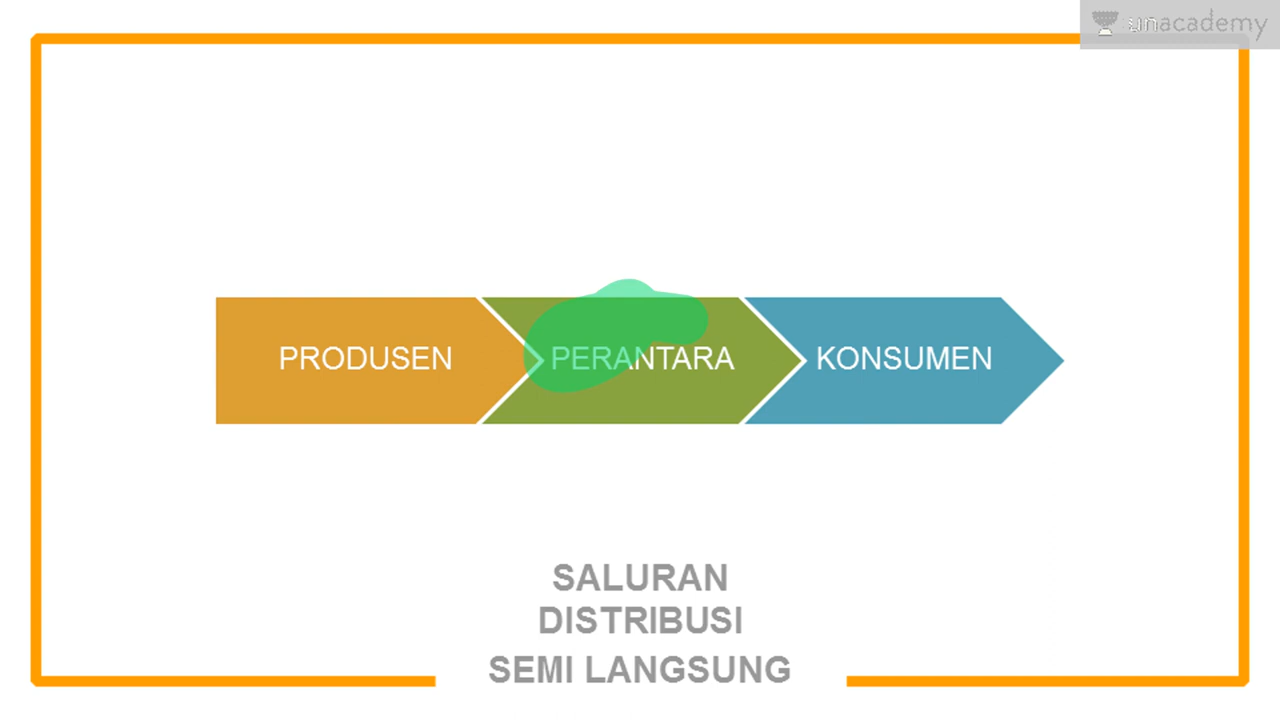 unacademy
PRODUSEN
PERANTARA
KONSUMEN
SALURAN
DISTRIBUSI
SEMI LANGSUNG